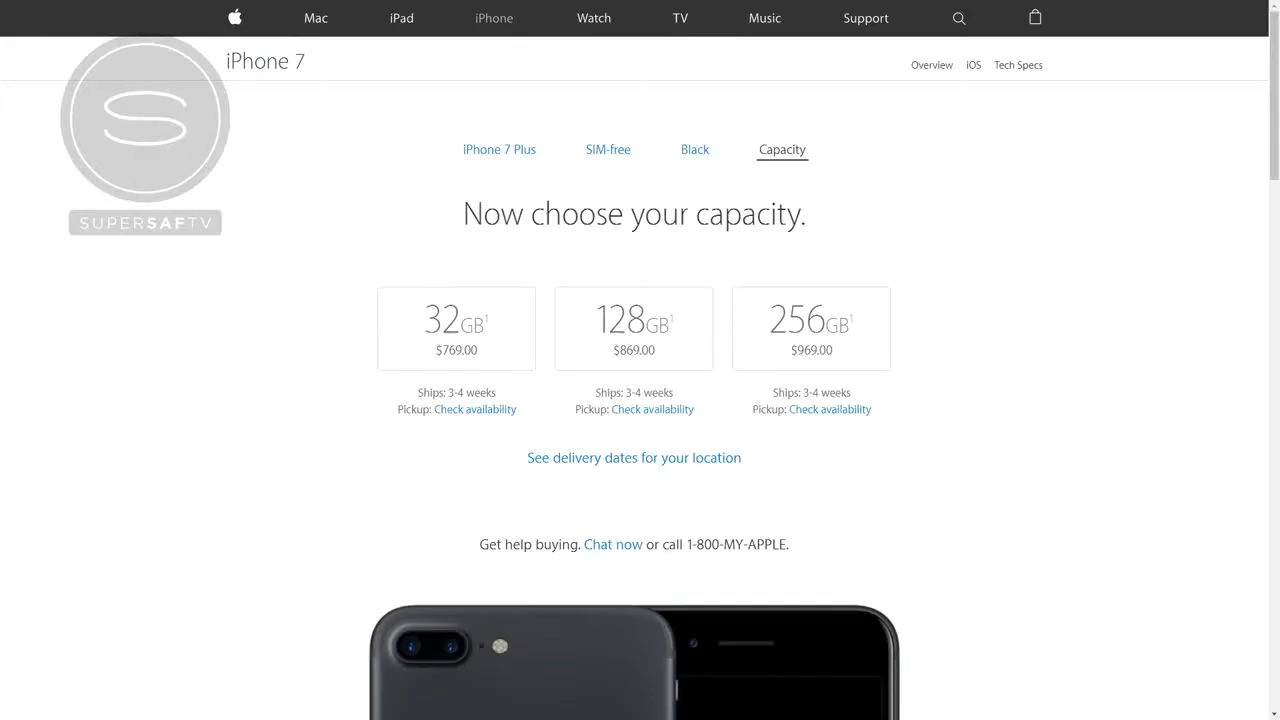 Mac iPad iPhone Watch TV Music Support
iPhone 7
Overview iOS Tech Specs
SUPERSAFTV
iPhone 7 Plus SIM-free Black Capacity
Now choose your capacity.
32GB¹ 128GB¹ 256GB¹
$769.00 $869.00 $969.00
Ships: 3-4 weeks Ships: 3-4 weeks Ships: 3-4 weeks
Pickup: Check availability Pickup: Check availability Pickup: Check availability
See delivery dates for your location
Get help buying. Chat now or call 1-800-MY-APPLE.